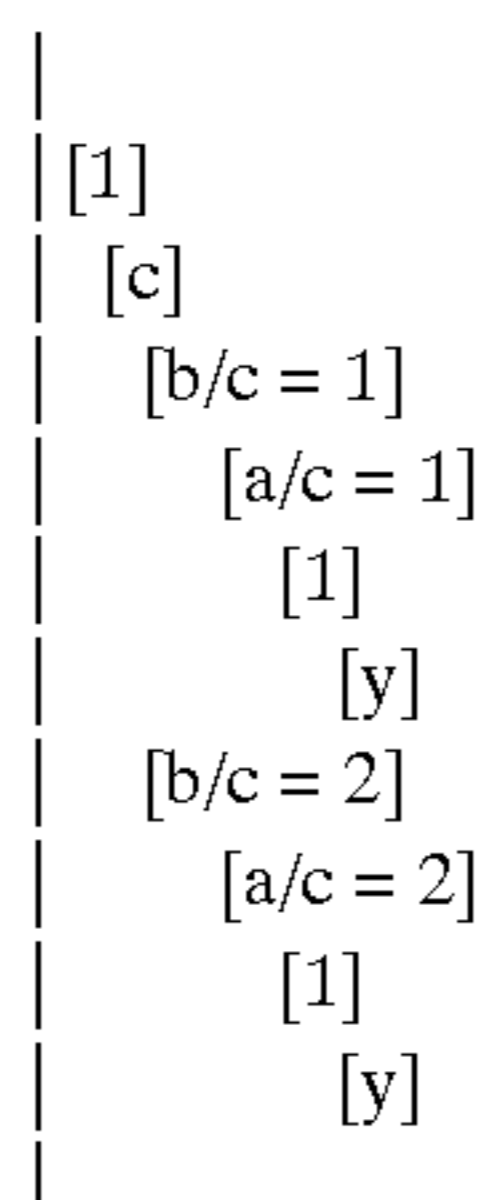 |
| [1]
| [c]
| [b/c = 1]
| [a/c = 1]
| [1]
| [y]
| [b/c = 2]
| [a/c = 2]
| [1]
| [y]
|